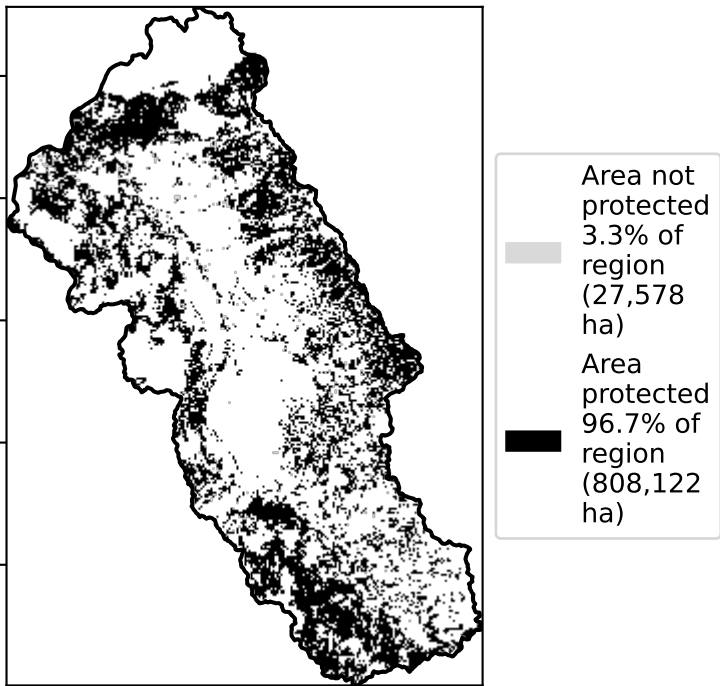 Area not
protected
3.3% of
region
(27,578
ha)
Area
protected
96.7% of
region
(808,122
ha)